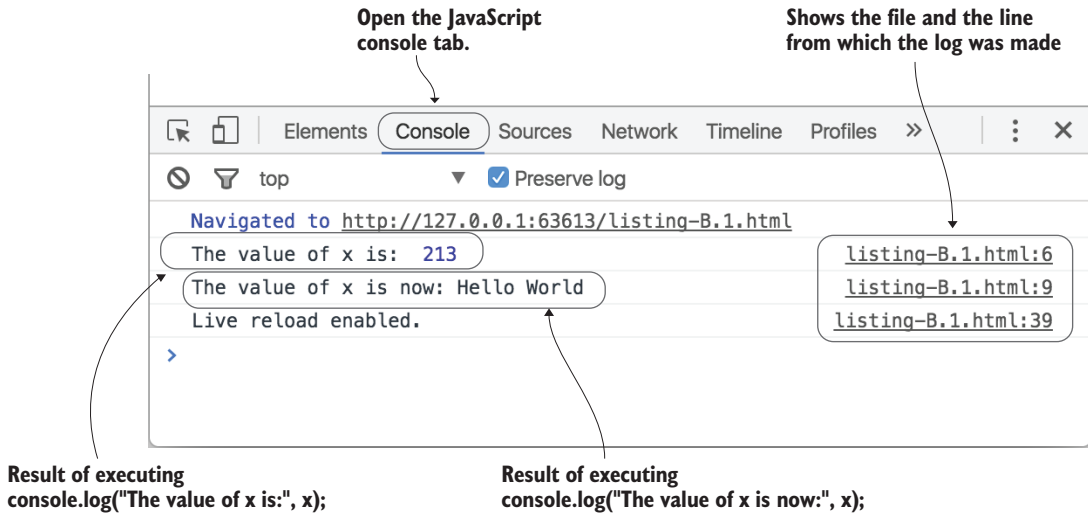 Open the JavaScript
console tab.
Shows the file and the line
from which the log was made
Elements Console Sources Network Timeline Profiles »
top ▼ Preserve log
Navigated to http://127.0.0.1:63613/listing-B.1.html
The value of x is: 213 listing-B.1.html:6
The value of x is now: Hello World listing-B.1.html:9
Live reload enabled. listing-B.1.html:39
>
Result of executing
console.log("The value of x is:", x);
Result of executing
console.log("The value of x is now:", x);